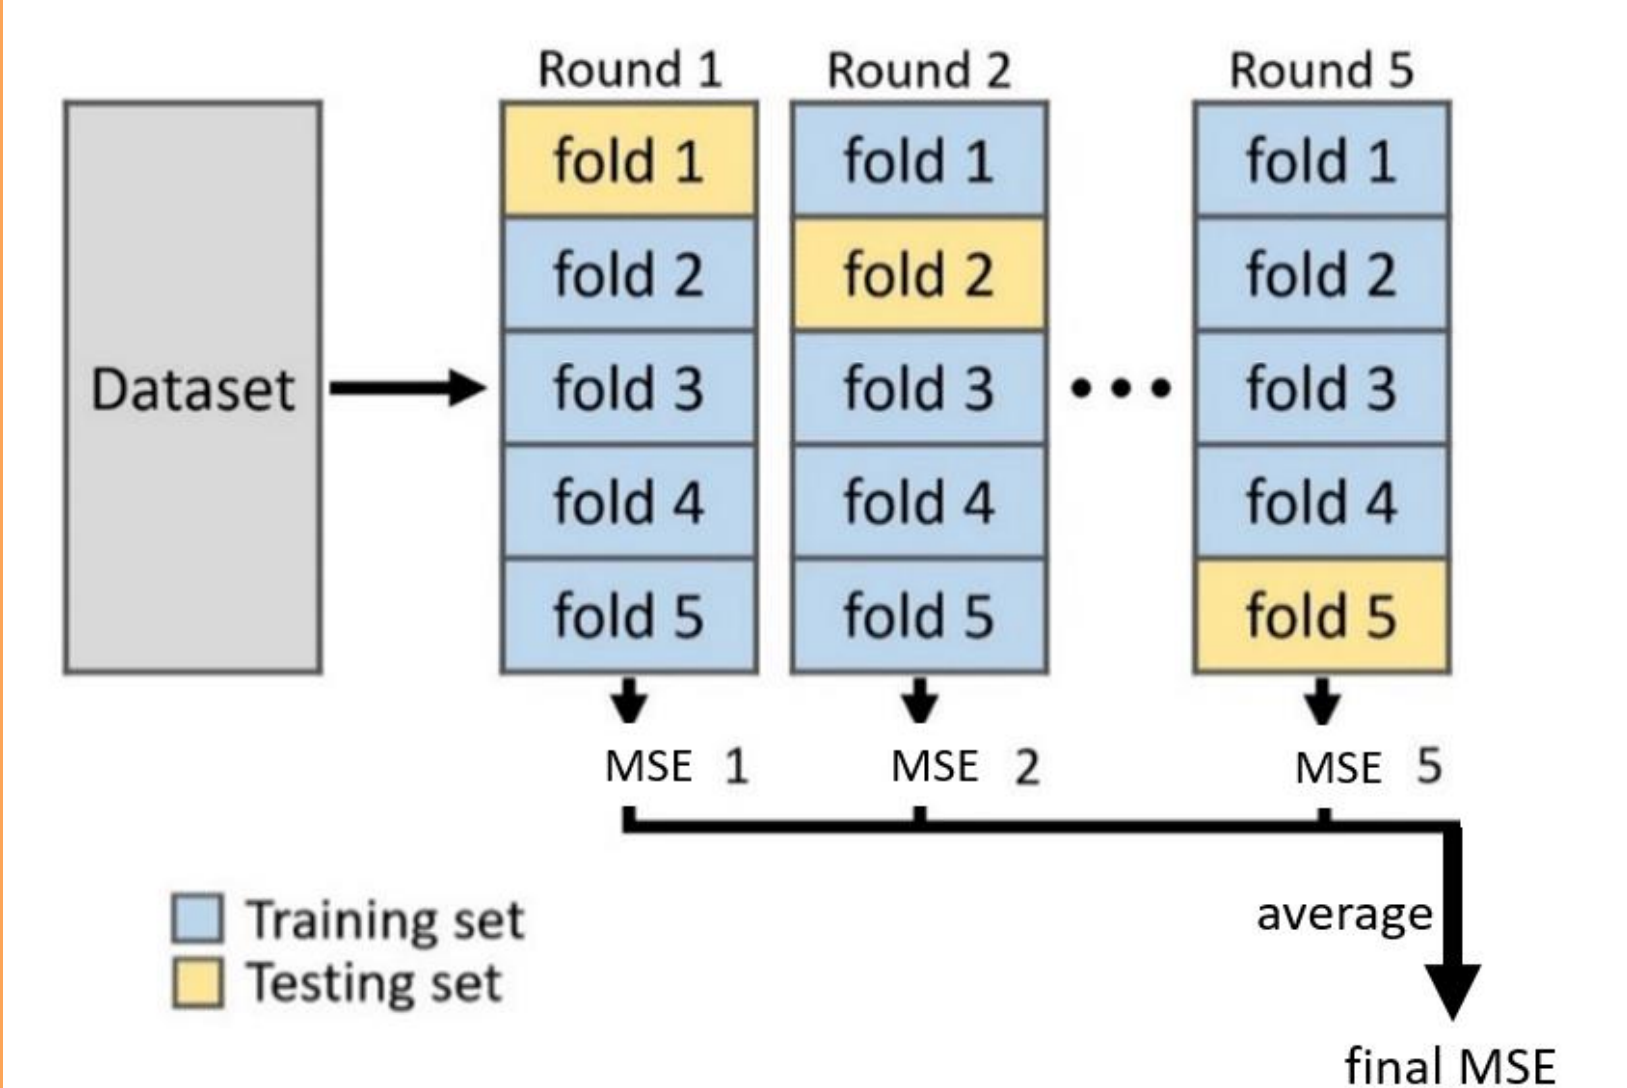 Round 1 Round 2 Round 5
Dataset
fold 1 fold 1 fold 1
fold 2 fold 2 fold 2
fold 3 fold 3 fold 3
fold 4 fold 4 fold 4
fold 5 fold 5 fold 5
MSE 1 MSE 2 MSE 5
average
Training set
Testing set
final MSE